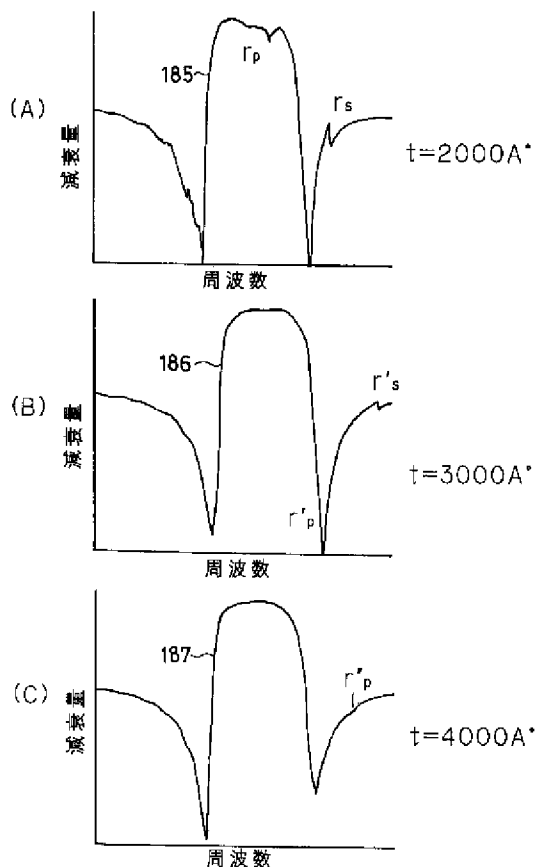 (A)
減衰量
185
rp
rs
t=2000A°
周波数
(B)
減衰量
186
r's
r'p
t=3000A°
周波数
(C)
減衰量
187
r"p
t=4000A°
周波数